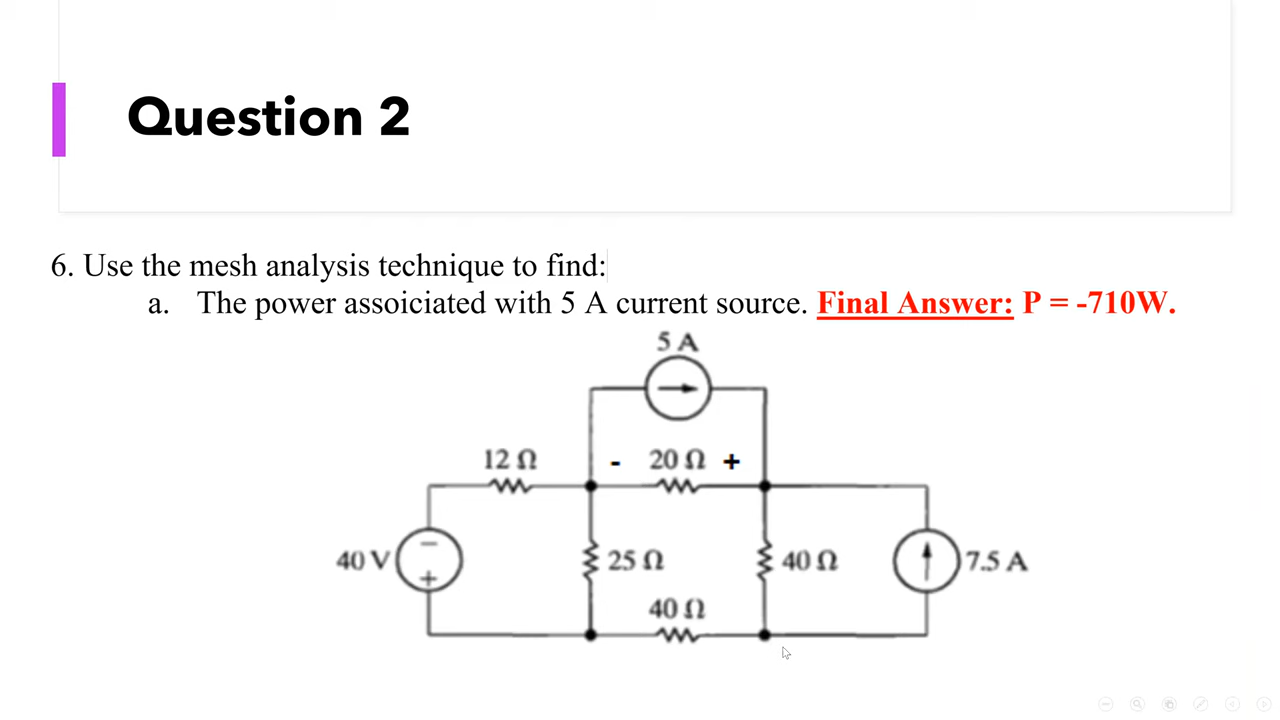 Question 2
6. Use the mesh analysis technique to find:
a. The power assoiciated with 5 A current source. Final Answer: P = -710W.
5 A
12 Ω - 20 Ω +
40 V − + 25 Ω 40 Ω 7.5 A
40 Ω